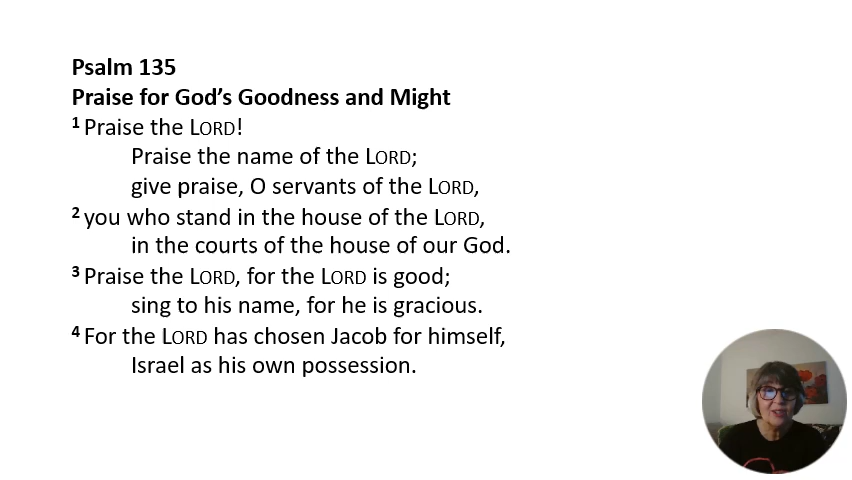 Psalm 135
Praise for God’s Goodness and Might
1 Praise the LORD!
Praise the name of the LORD;
give praise, O servants of the LORD,
2 you who stand in the house of the LORD,
in the courts of the house of our God.
3 Praise the LORD, for the LORD is good;
sing to his name, for he is gracious.
4 For the LORD has chosen Jacob for himself,
Israel as his own possession.